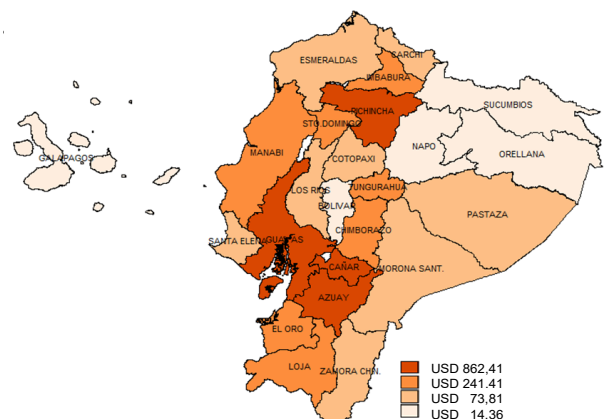 CARCHI
ESMERALDAS
IMBABURA
PICHINCHA
SUCUMBIOS
STO.DOMINGO
NAPO
ORELLANA
MANABI
COTOPAXI
GALAPAGOS
LOS RIOS
TUNGURAHUA
BOLIVAR
PASTAZA
CHIMBORAZO
SANTA ELENA
GUAYAS
CAÑAR
MORONA SANT.
AZUAY
EL ORO
LOJA
ZAMORA CHIN.
USD 862,41
USD 241.41
USD 73,81
USD 14.36